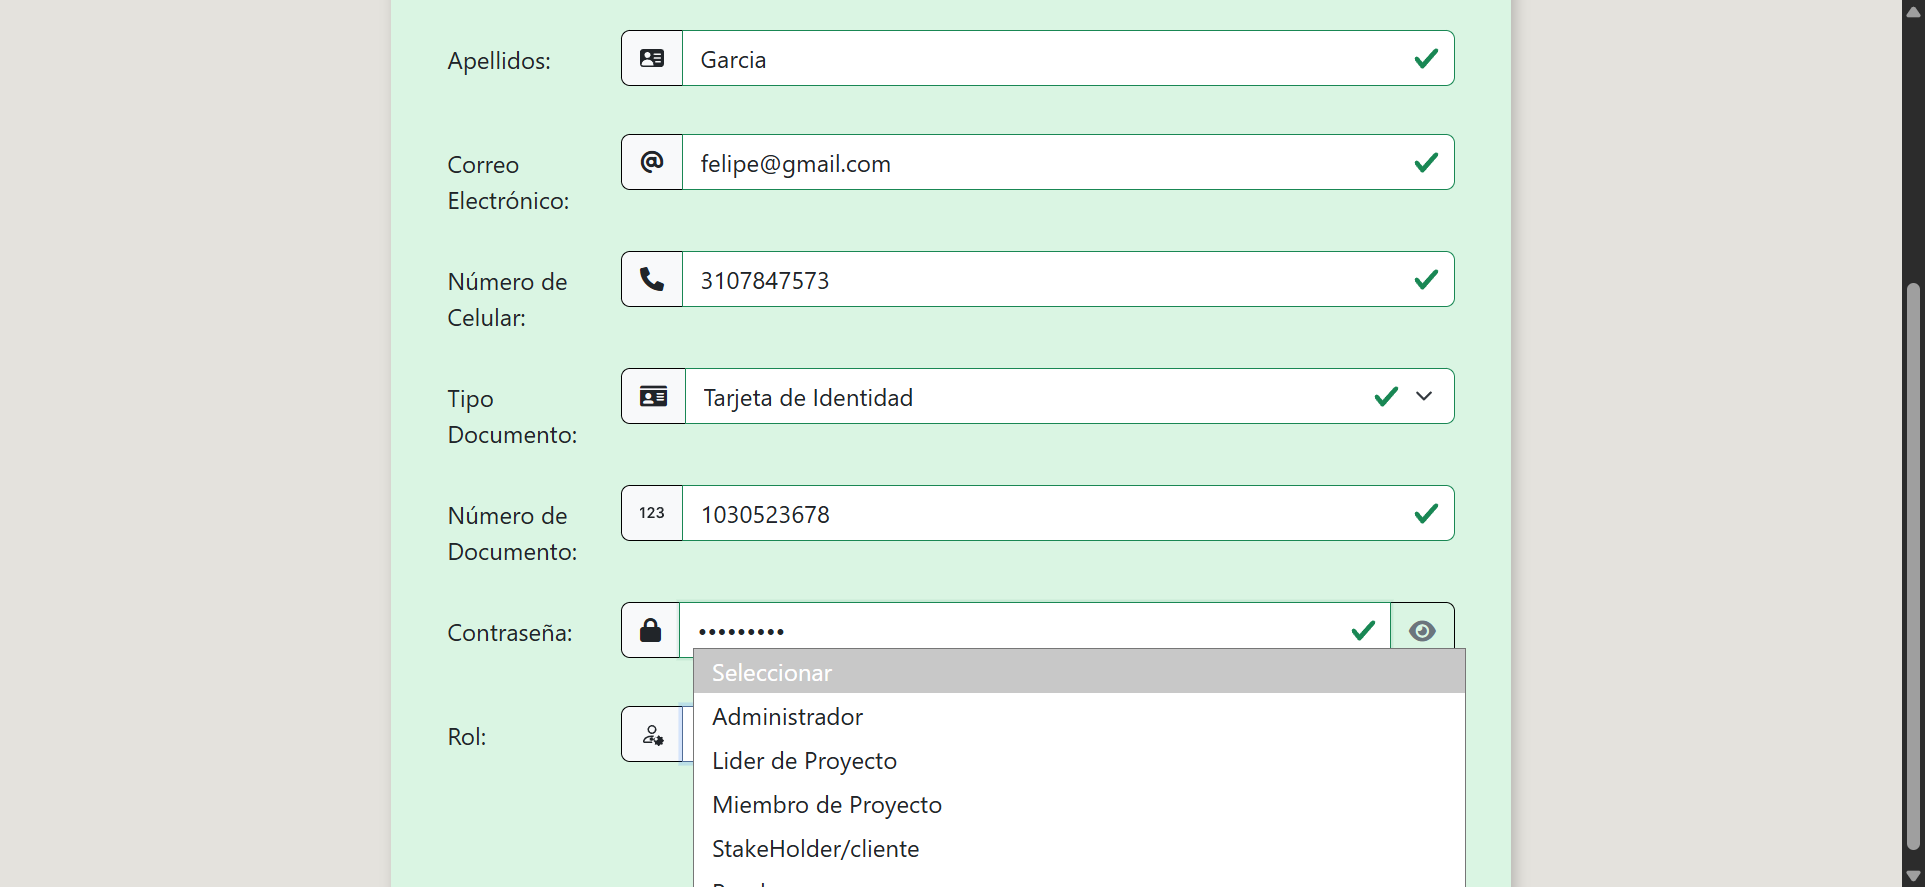 Apellidos:
Garcia
Correo
Electrónico:
felipe@gmail.com
Número de
Celular:
3107847573
Tipo
Documento:
Tarjeta de Identidad
Número de
Documento:
123
1030523678
Contraseña:
•••••••••
Seleccionar
Administrador
Rol:
Lider de Proyecto
Miembro de Proyecto
StakeHolder/cliente